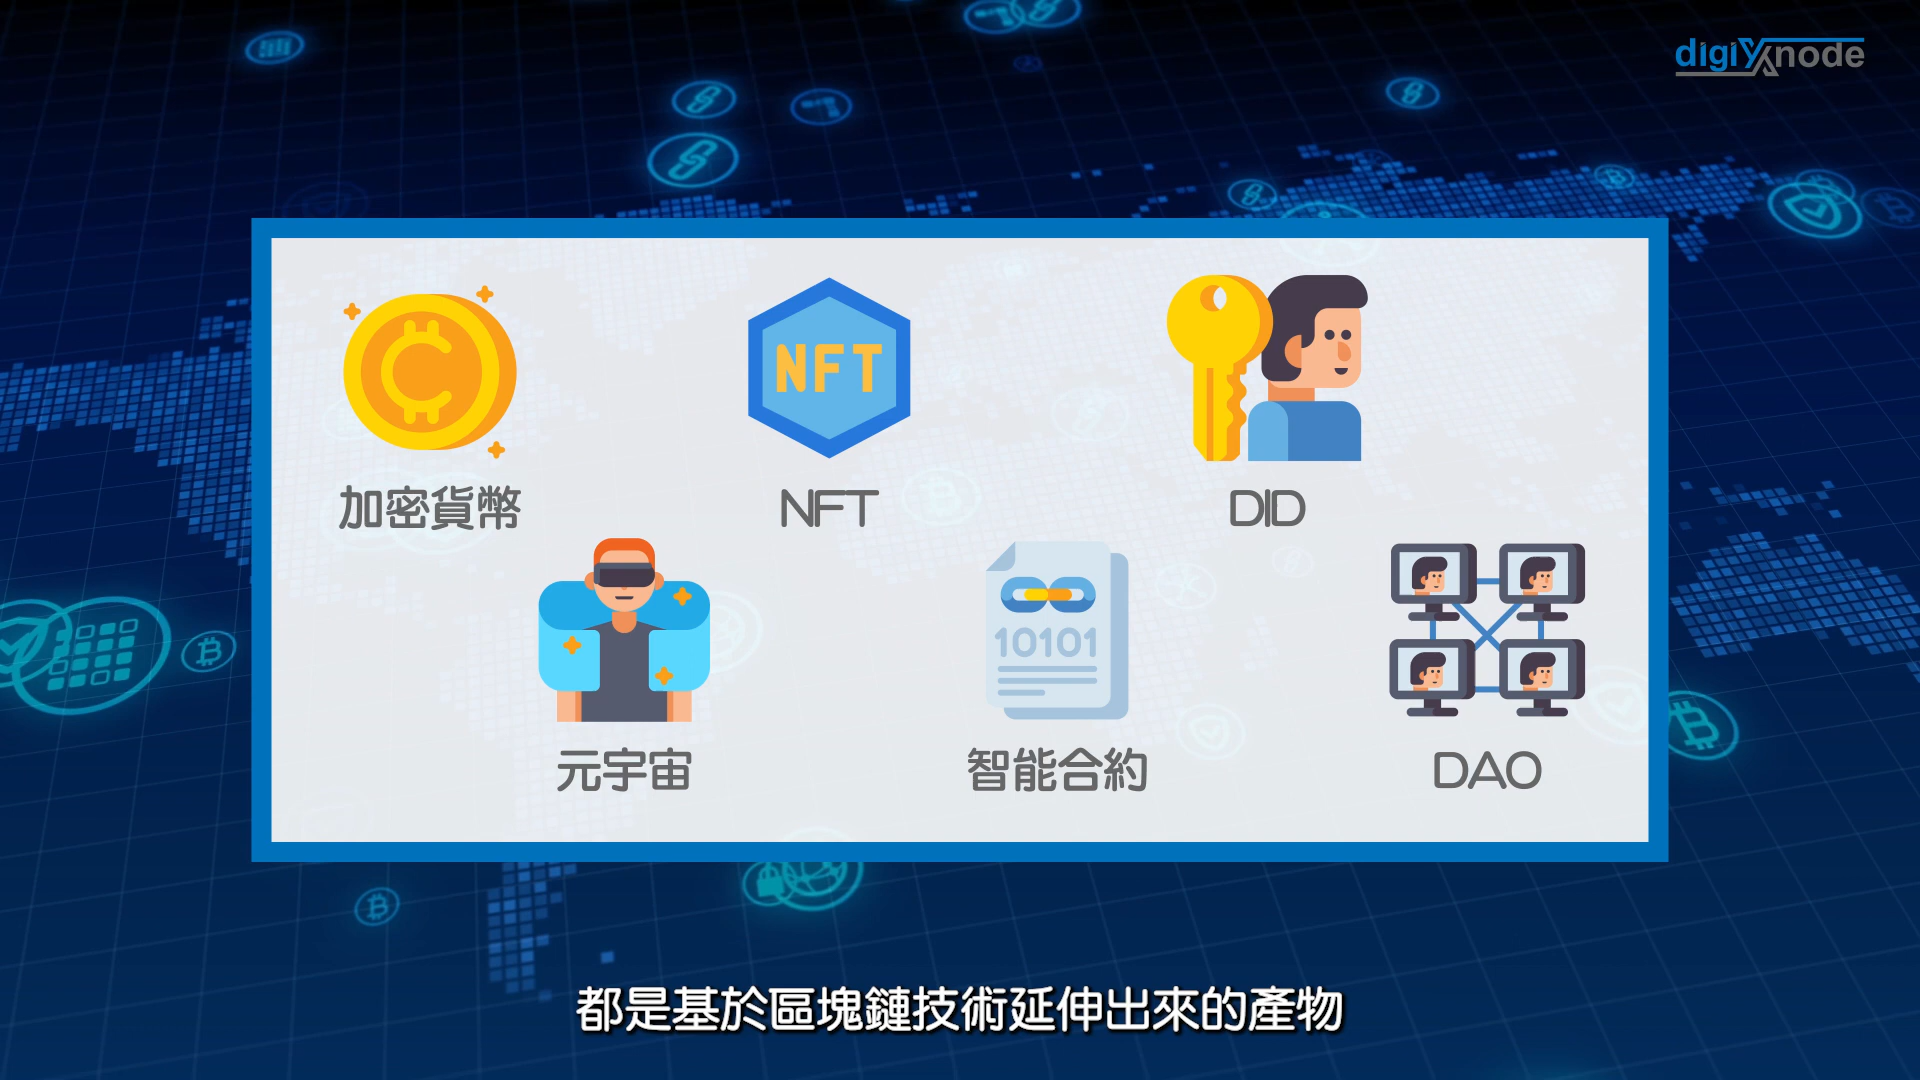 digiXnode
NFT
加密貨幣
NFT
DID
10101
元宇宙
智能合約
DAO
都是基於區塊鏈技術延伸出來的產物